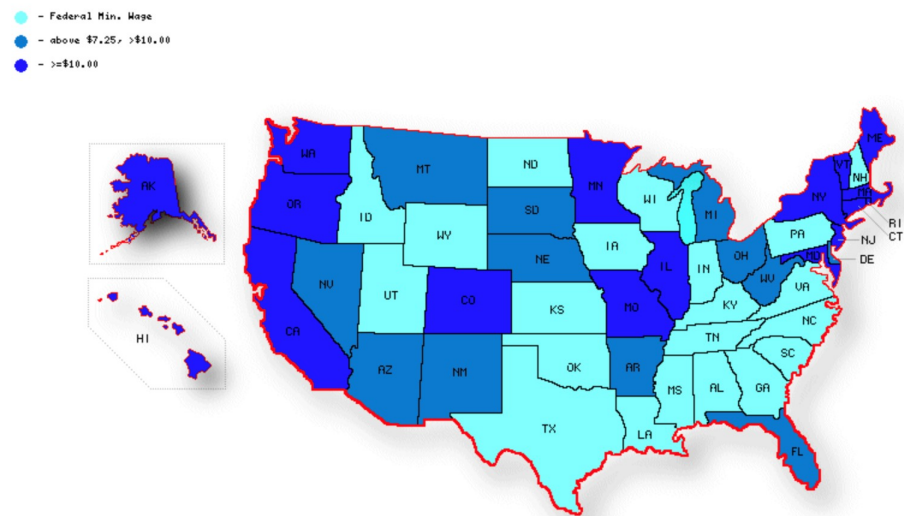 - Federal Min. Wage
- above $7.25, >$10.00
- >=$10.00
WA
MT
ND
MN
ME
VT
NH
AK
OR
ID
SD
WI
MI
NY
MA
WY
IA
PA
RI
CT
NJ
NE
OH
MD
DE
NV
UT
CO
IL
IN
WV
VA
KS
MO
KY
CA
NC
HI
TN
AZ
NM
OK
AR
SC
MS
AL
GA
TX
LA
FL